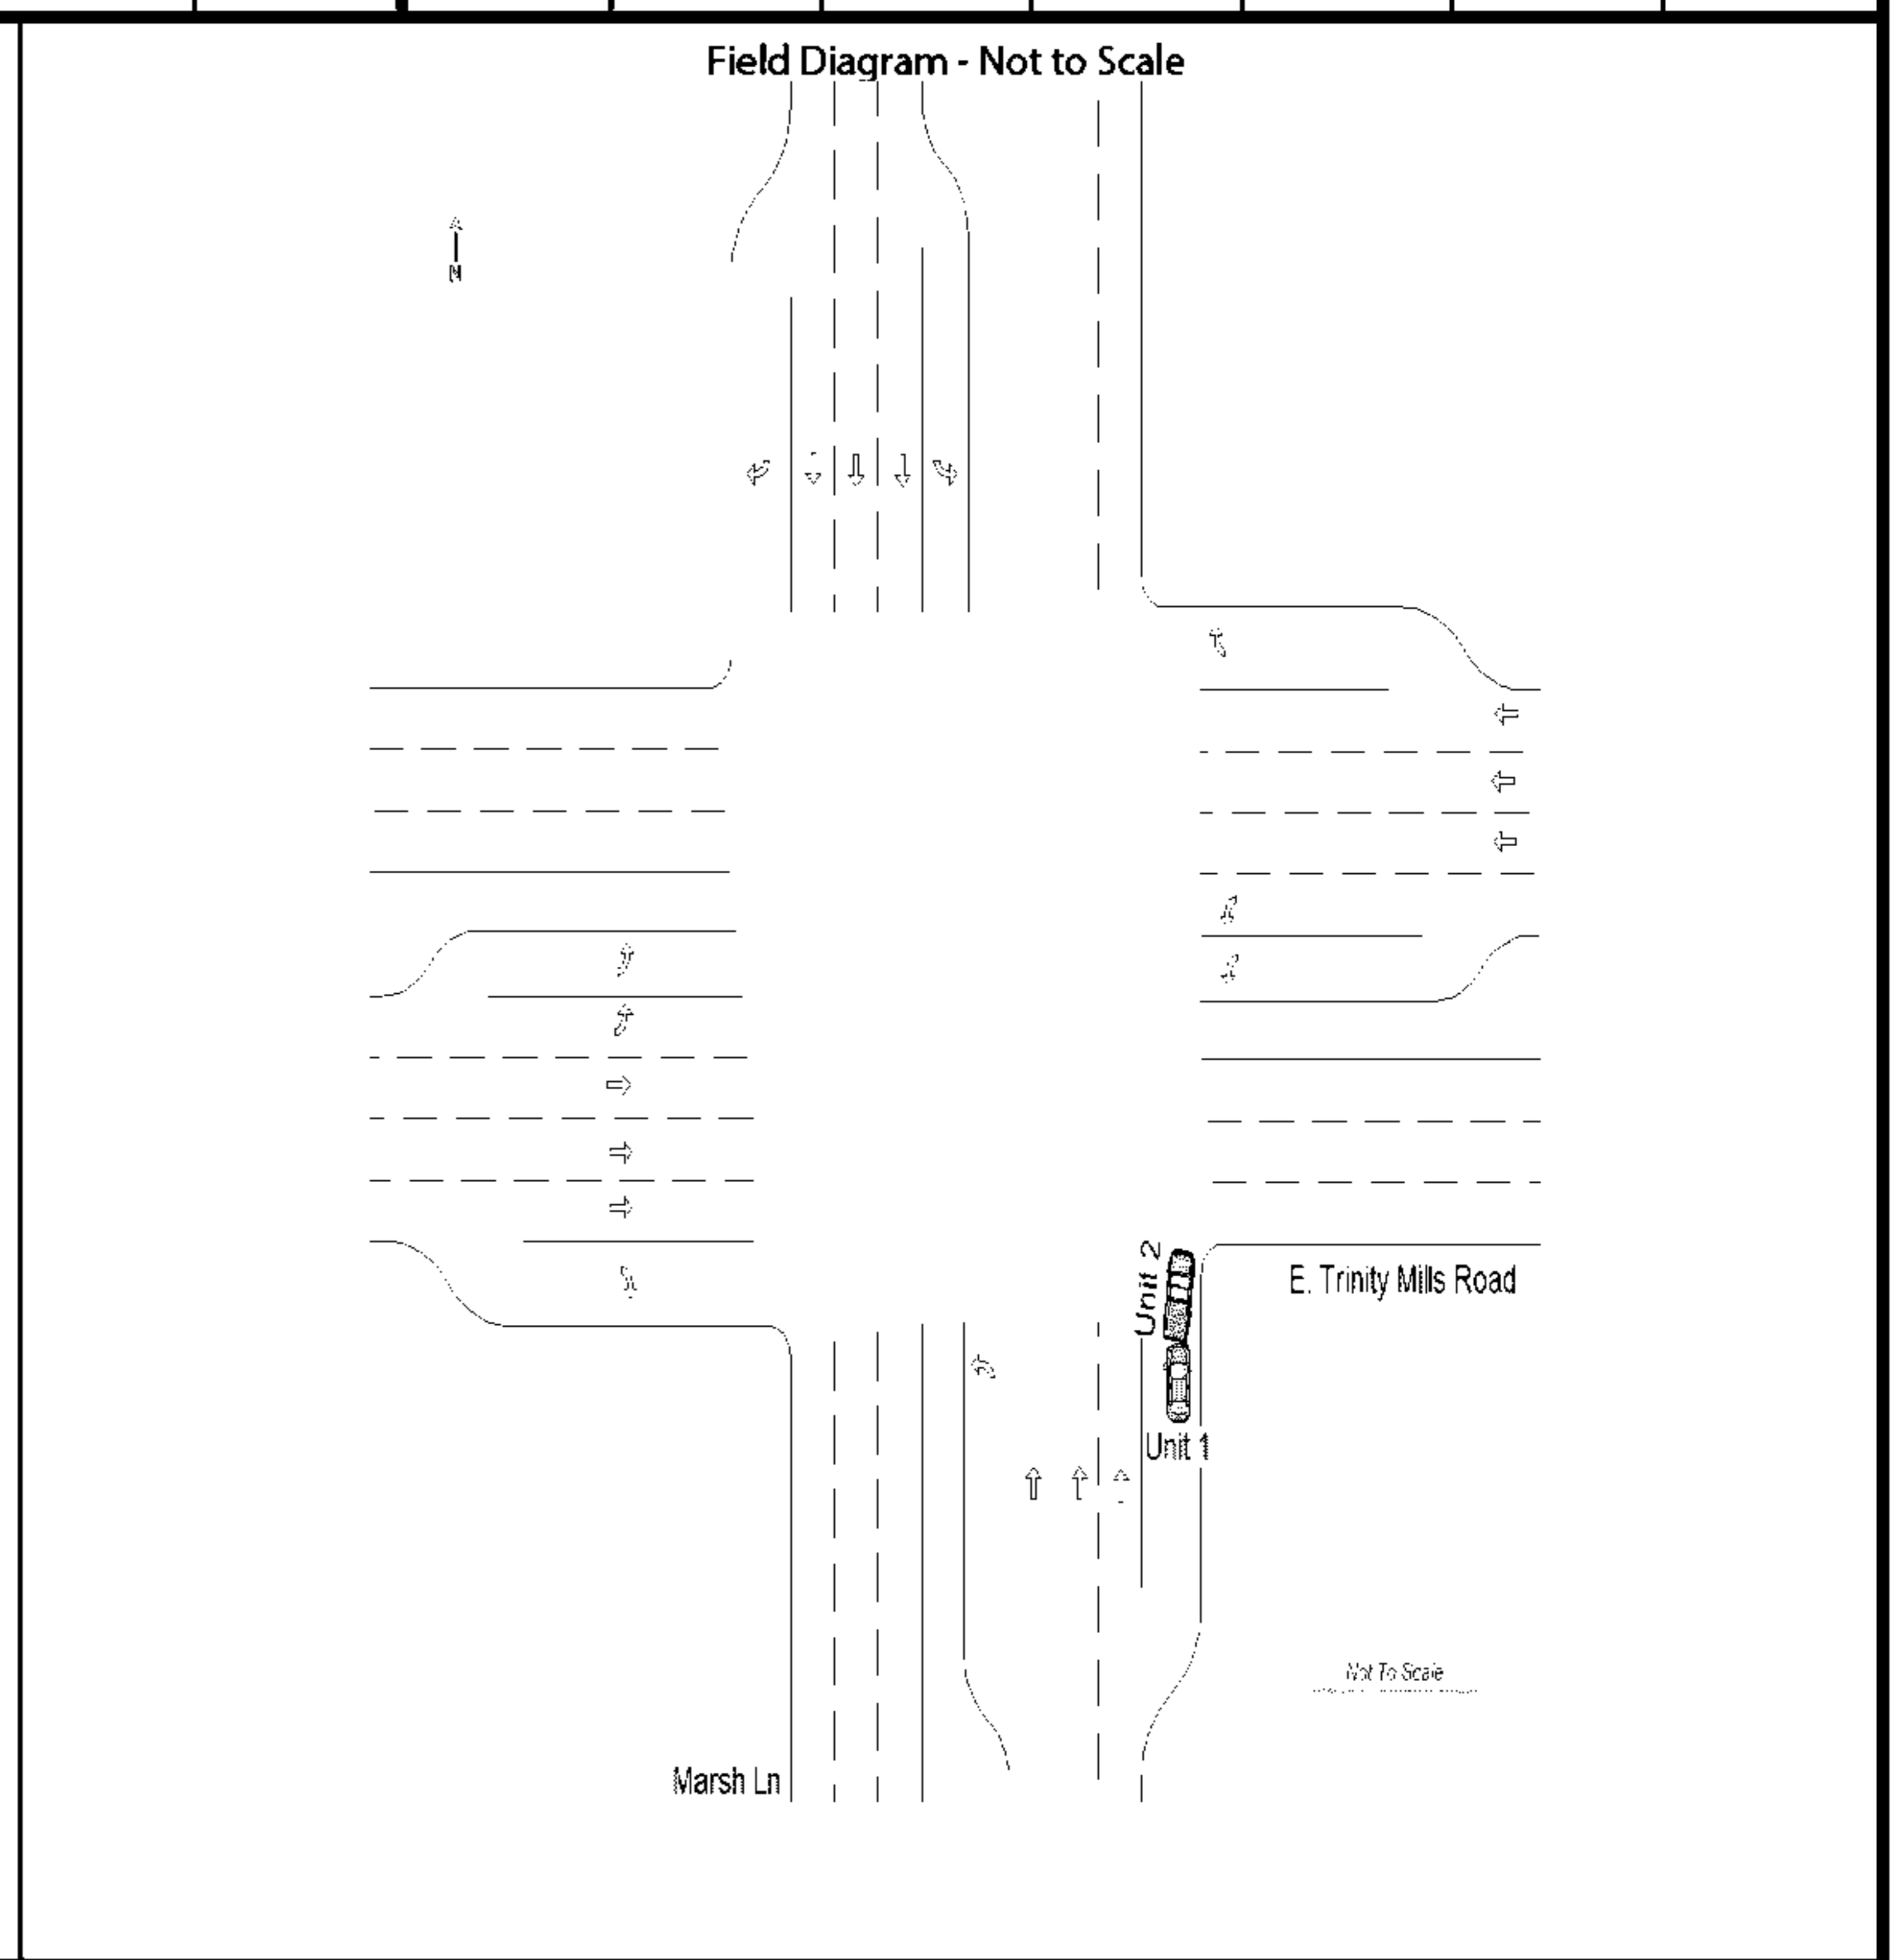 Field Diagram - Not to Scale
N
Unit 2
E. Trinity Mills Road
Unit 1
Not To Scale
Marsh Ln